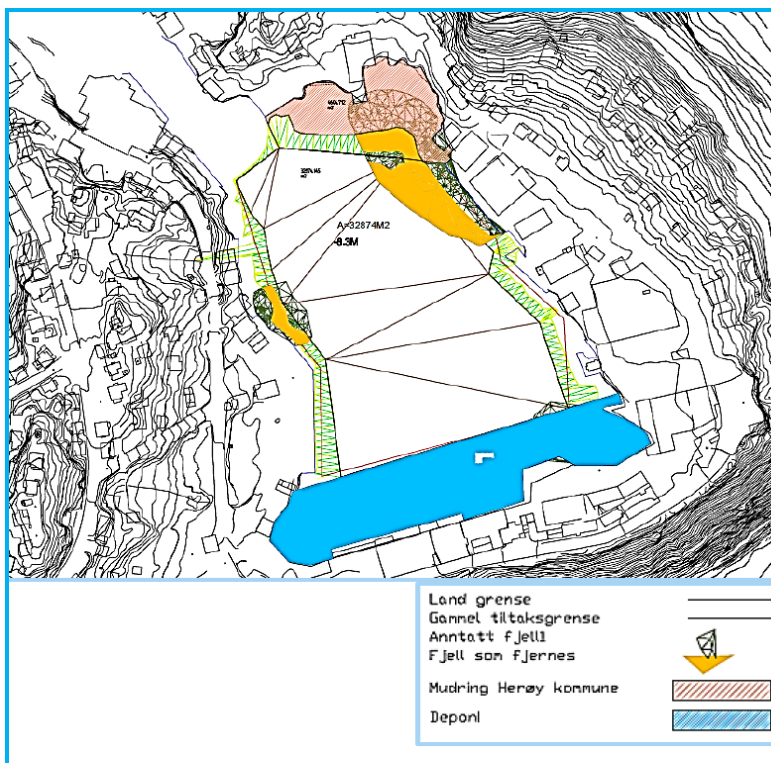 A=32874M2
-8.3M
Land grense
Gammel tiltaksgrense
Anntatt fjell
Fjell som fjernes
Mudring Herøy kommune
Deponi